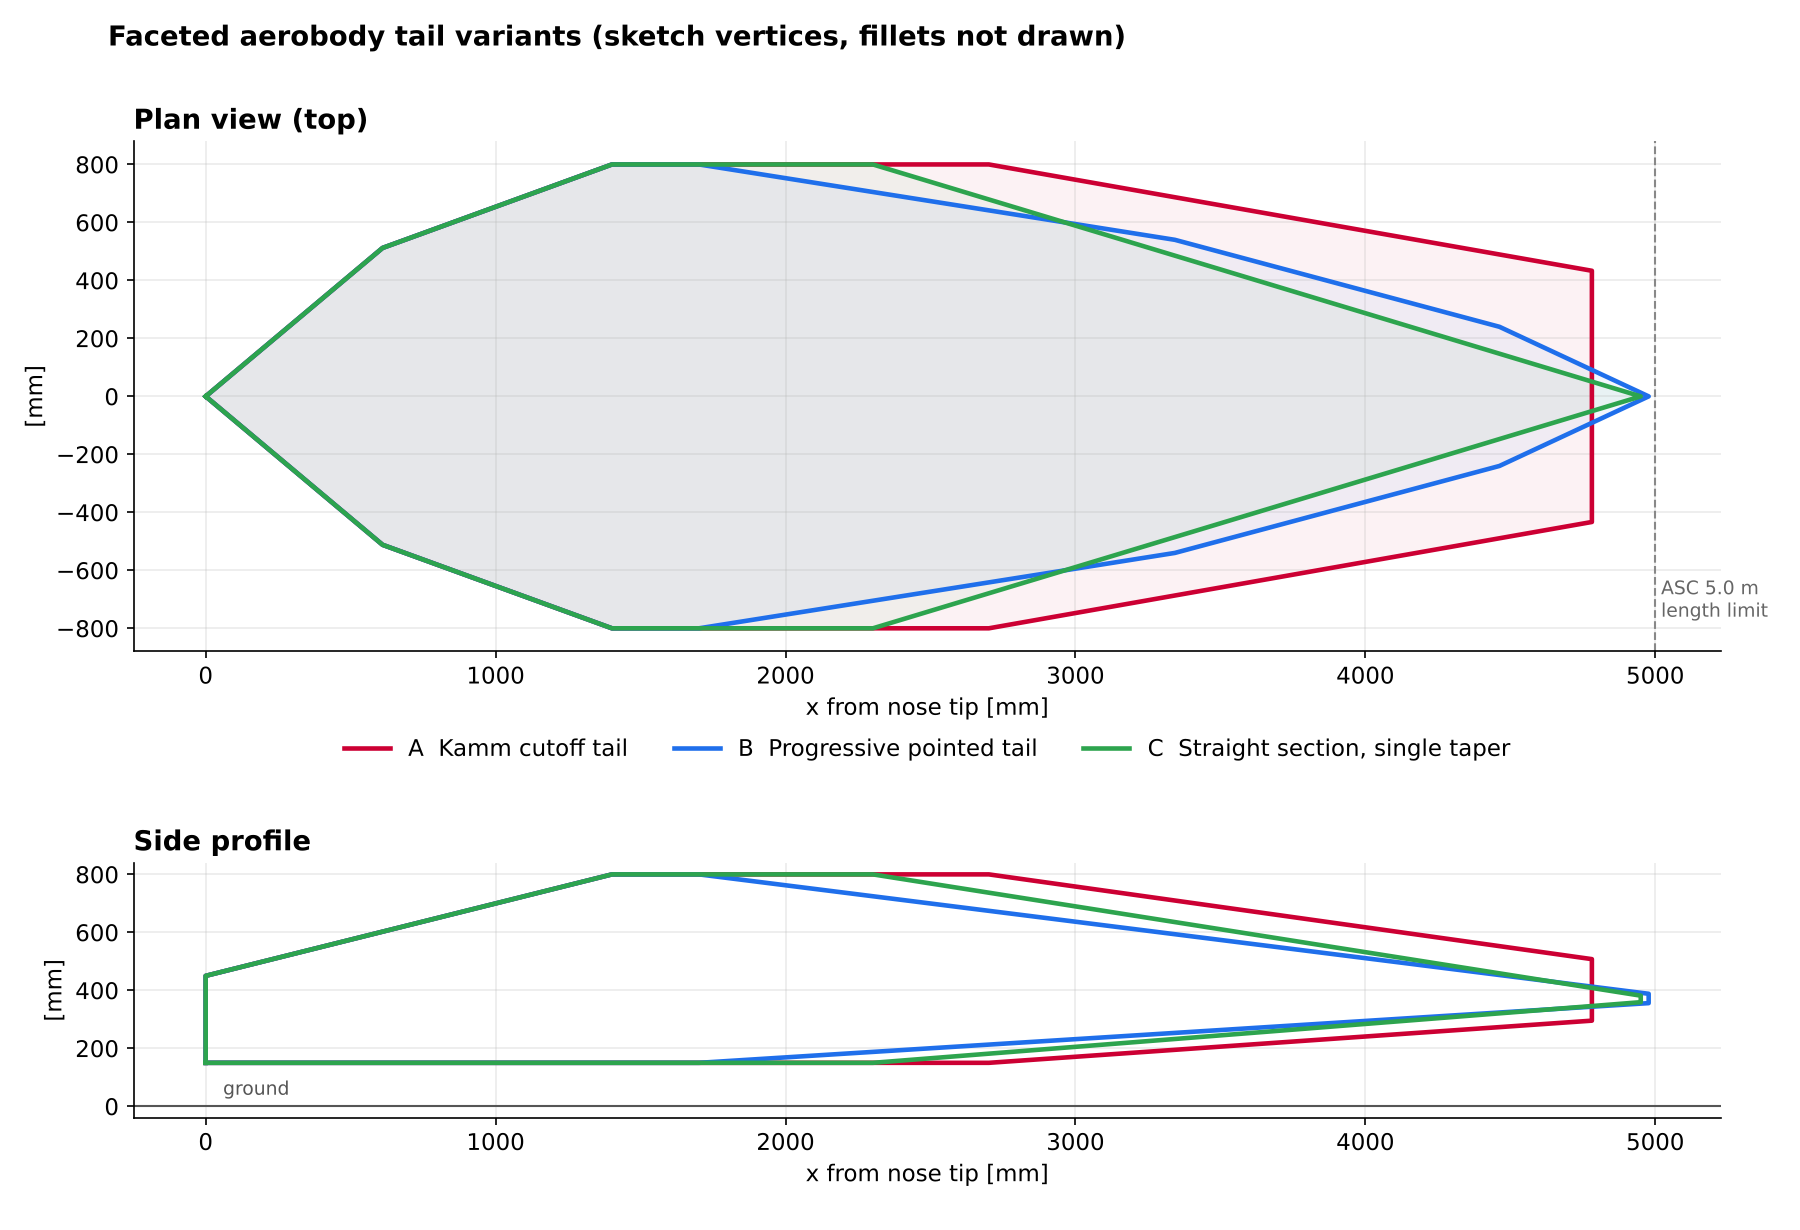 Faceted aerobody tail variants (sketch vertices, fillets not drawn)
Plan view (top)
800
600
400
200
0
−200
−400
−600
−800
[mm]
ASC 5.0 m
length limit
0 1000 2000 3000 4000 5000
x from nose tip [mm]
A Kamm cutoff tail B Progressive pointed tail C Straight section, single taper
Side profile
800
600
400
200
0
[mm]
ground
0 1000 2000 3000 4000 5000
x from nose tip [mm]